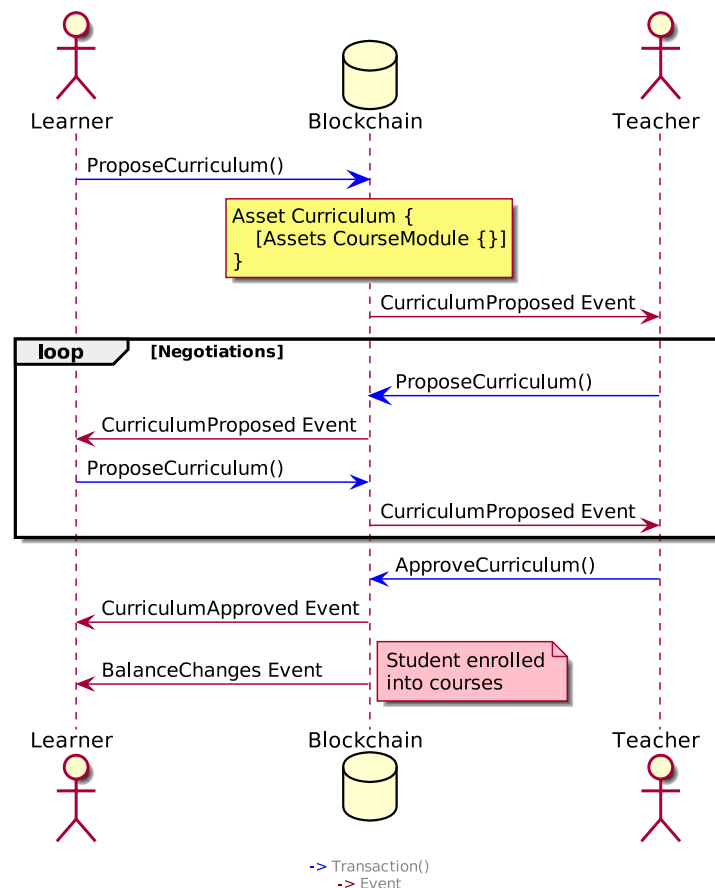 Learner
Blockchain
Teacher
ProposeCurriculum()
Asset Curriculum {
    [Assets CourseModule {}]
}
CurriculumProposed Event
loop
[Negotiations]
ProposeCurriculum()
CurriculumProposed Event
ProposeCurriculum()
CurriculumProposed Event
ApproveCurriculum()
CurriculumApproved Event
BalanceChanges Event
Student enrolled
into courses
Learner
Blockchain
Teacher
-> Transaction()
-> Event